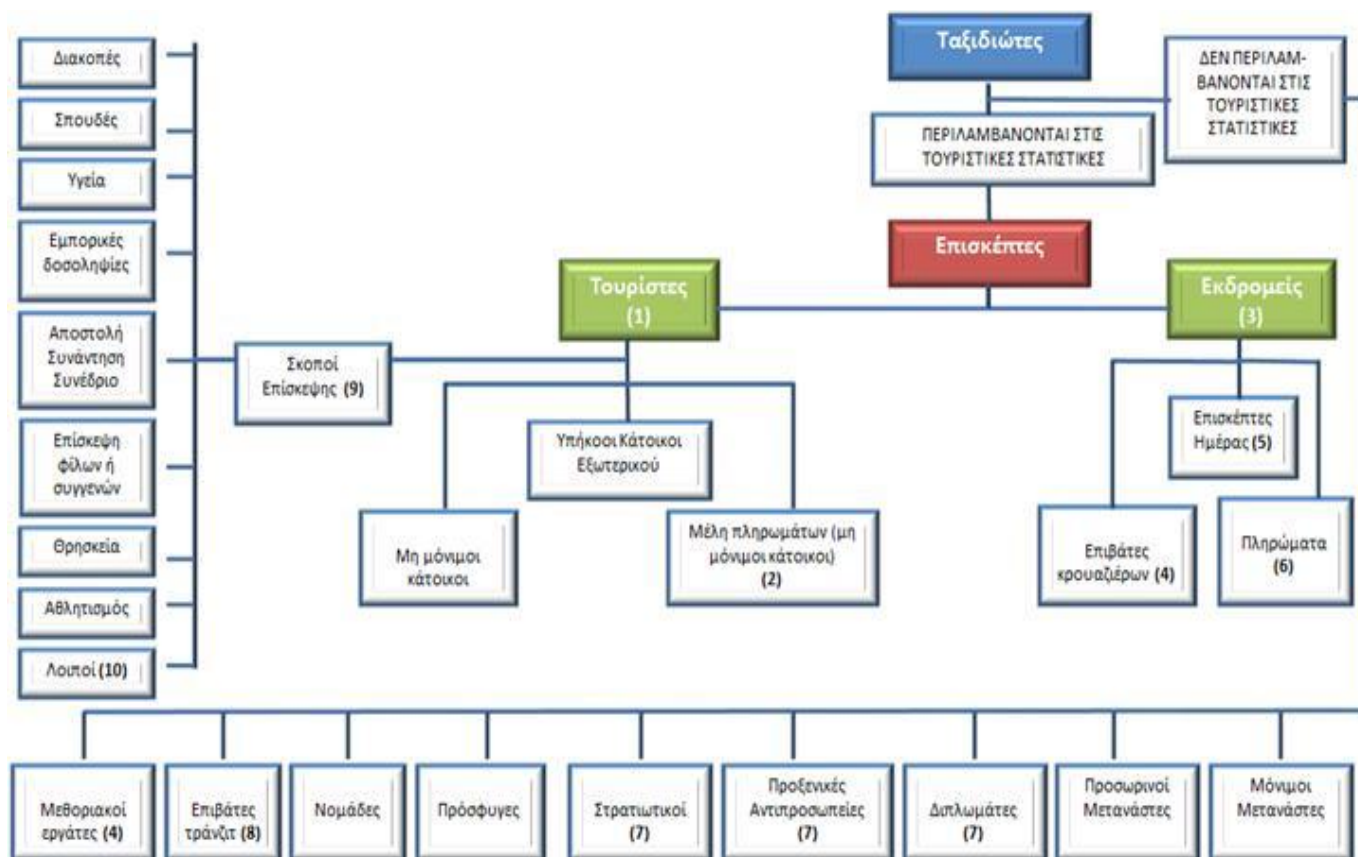 Ταξιδιώτες
ΔΕΝ ΠΕΡΙΛΑΜ-
ΒΑΝΟΝΤΑΙ ΣΤΙΣ
ΤΟΥΡΙΣΤΙΚΕΣ
ΣΤΑΤΙΣΤΙΚΕΣ
ΠΕΡΙΛΑΜΒΑΝΟΝΤΑΙ ΣΤΙΣ
ΤΟΥΡΙΣΤΙΚΕΣ ΣΤΑΤΙΣΤΙΚΕΣ
Επισκέπτες
Τουρίστες
(1)
Εκδρομείς
(3)
Διακοπές
Σπουδές
Υγεία
Εμπορικές
δοσοληψίες
Αποστολή
Συνάντηση
Συνέδριο
Επίσκεψη
φίλων ή
συγγενών
Θρησκεία
Αθλητισμός
Λοιποί (10)
Σκοποί
Επίσκεψης (9)
Μη μόνιμοι
κάτοικοι
Υπήκοοι Κάτοικοι
Εξωτερικού
Μέλη πληρωμάτων (μη
μόνιμοι κάτοικοι)
(2)
Επιβάτες
κρουαζιέρων (4)
Επισκέπτες
Ημέρας (5)
Πληρώματα
(6)
Μεθοριακοί
εργάτες (4)
Επιβάτες
τράνζιτ (8)
Νομάδες
Πρόσφυγες
Στρατιωτικοί
(7)
Προξενικές
Αντιπροσωπείες
(7)
Διπλωμάτες
(7)
Προσωρινοί
Μετανάστες
Μόνιμοι
Μετανάστες